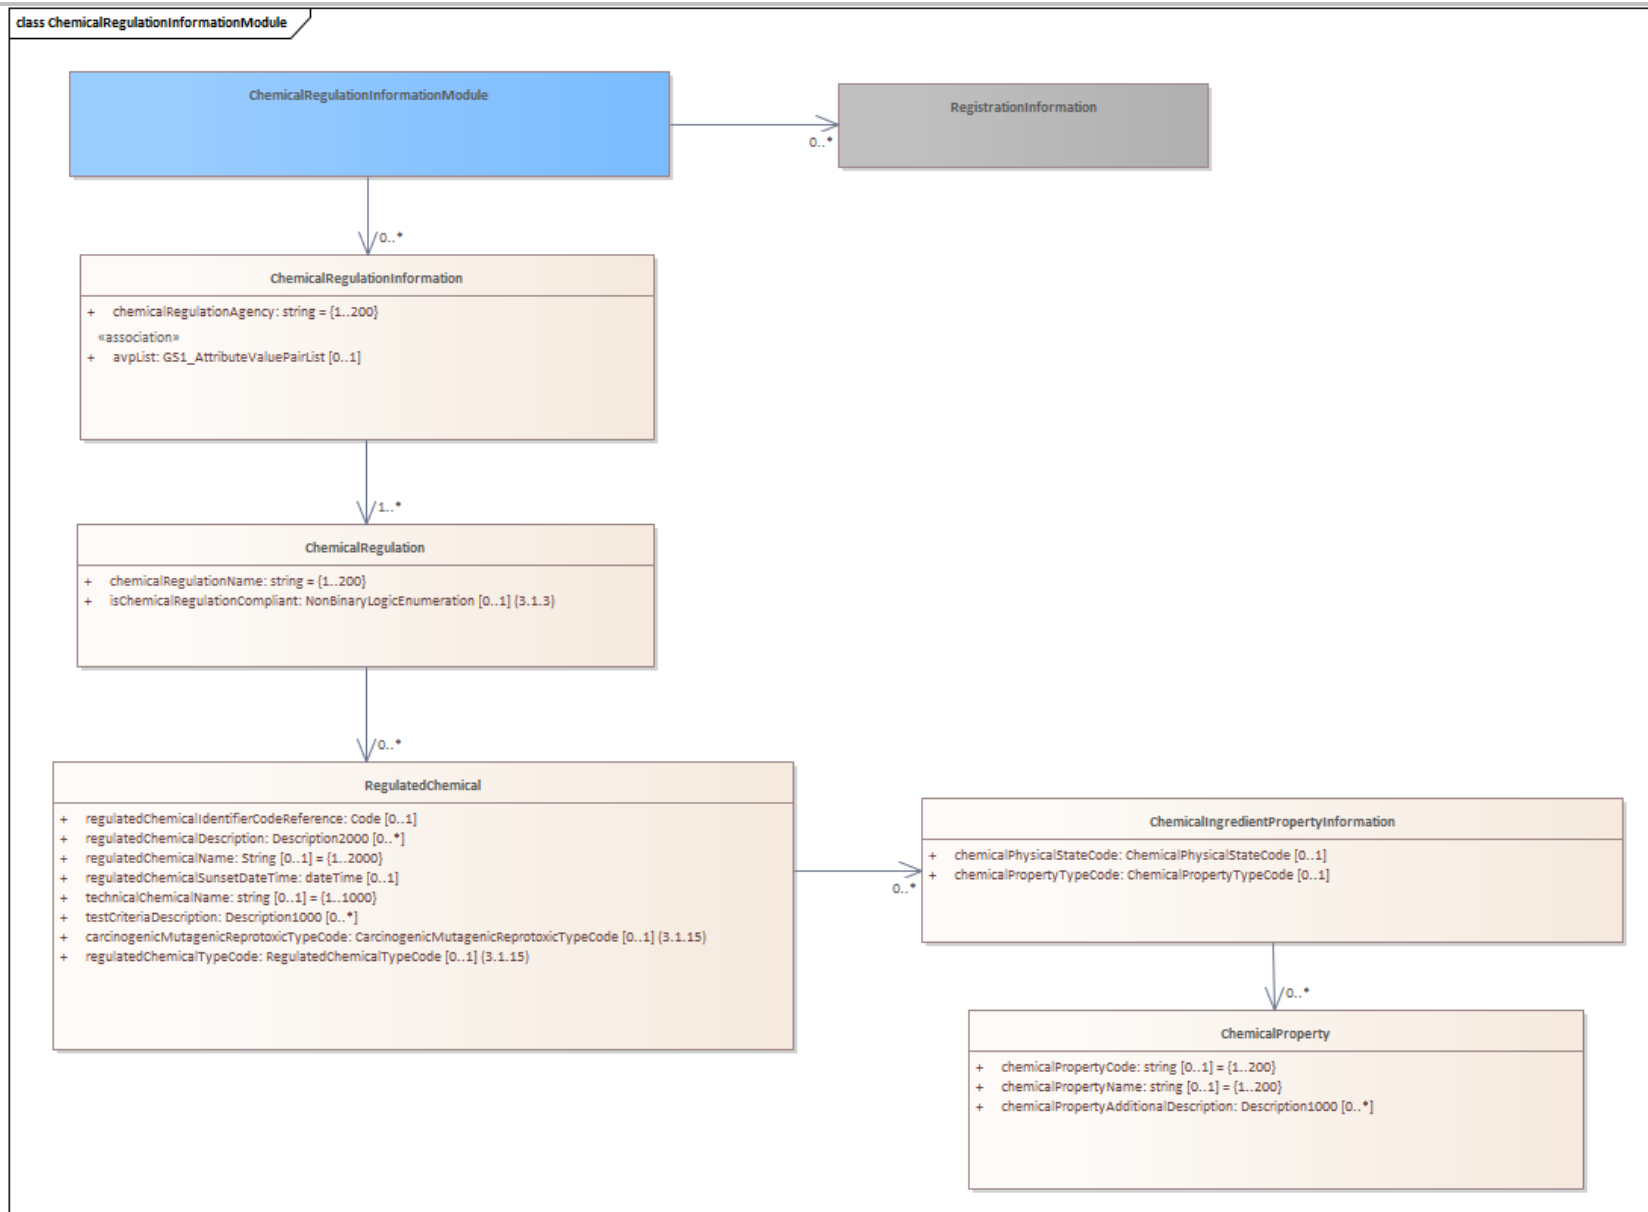 class ChemicalRegulationInformationModule
ChemicalRegulationInformationModule
RegistrationInformation
0..*
0..*
ChemicalRegulationInformation
+ chemicalRegulationAgency: string = {1..200}
«association»
+ avpList: GS1_AttributeValuePairList [0..1]
1..*
ChemicalRegulation
+ chemicalRegulationName: string = {1..200}
+ isChemicalRegulationCompliant: NonBinaryLogicEnumeration [0..1] (3.1.3)
0..*
RegulatedChemical
+ regulatedChemicalIdentifierCodeReference: Code [0..1]
+ regulatedChemicalDescription: Description2000 [0..*]
+ regulatedChemicalName: String [0..1] = {1..2000}
+ regulatedChemicalSunsetDateTime: dateTime [0..1]
+ technicalChemicalName: string [0..1] = {1..1000}
+ testCriteriaDescription: Description1000 [0..*]
+ carcinogenicMutagenicReprotoxicTypeCode: CarcinogenicMutagenicReprotoxicTypeCode [0..1] (3.1.15)
+ regulatedChemicalTypeCode: RegulatedChemicalTypeCode [0..1] (3.1.15)
0..*
ChemicalIngredientPropertyInformation
+ chemicalPhysicalStateCode: ChemicalPhysicalStateCode [0..1]
+ chemicalPropertyTypeCode: ChemicalPropertyTypeCode [0..1]
0..*
ChemicalProperty
+ chemicalPropertyCode: string [0..1] = {1..200}
+ chemicalPropertyName: string [0..1] = {1..200}
+ chemicalPropertyAdditionalDescription: Description1000 [0..*]